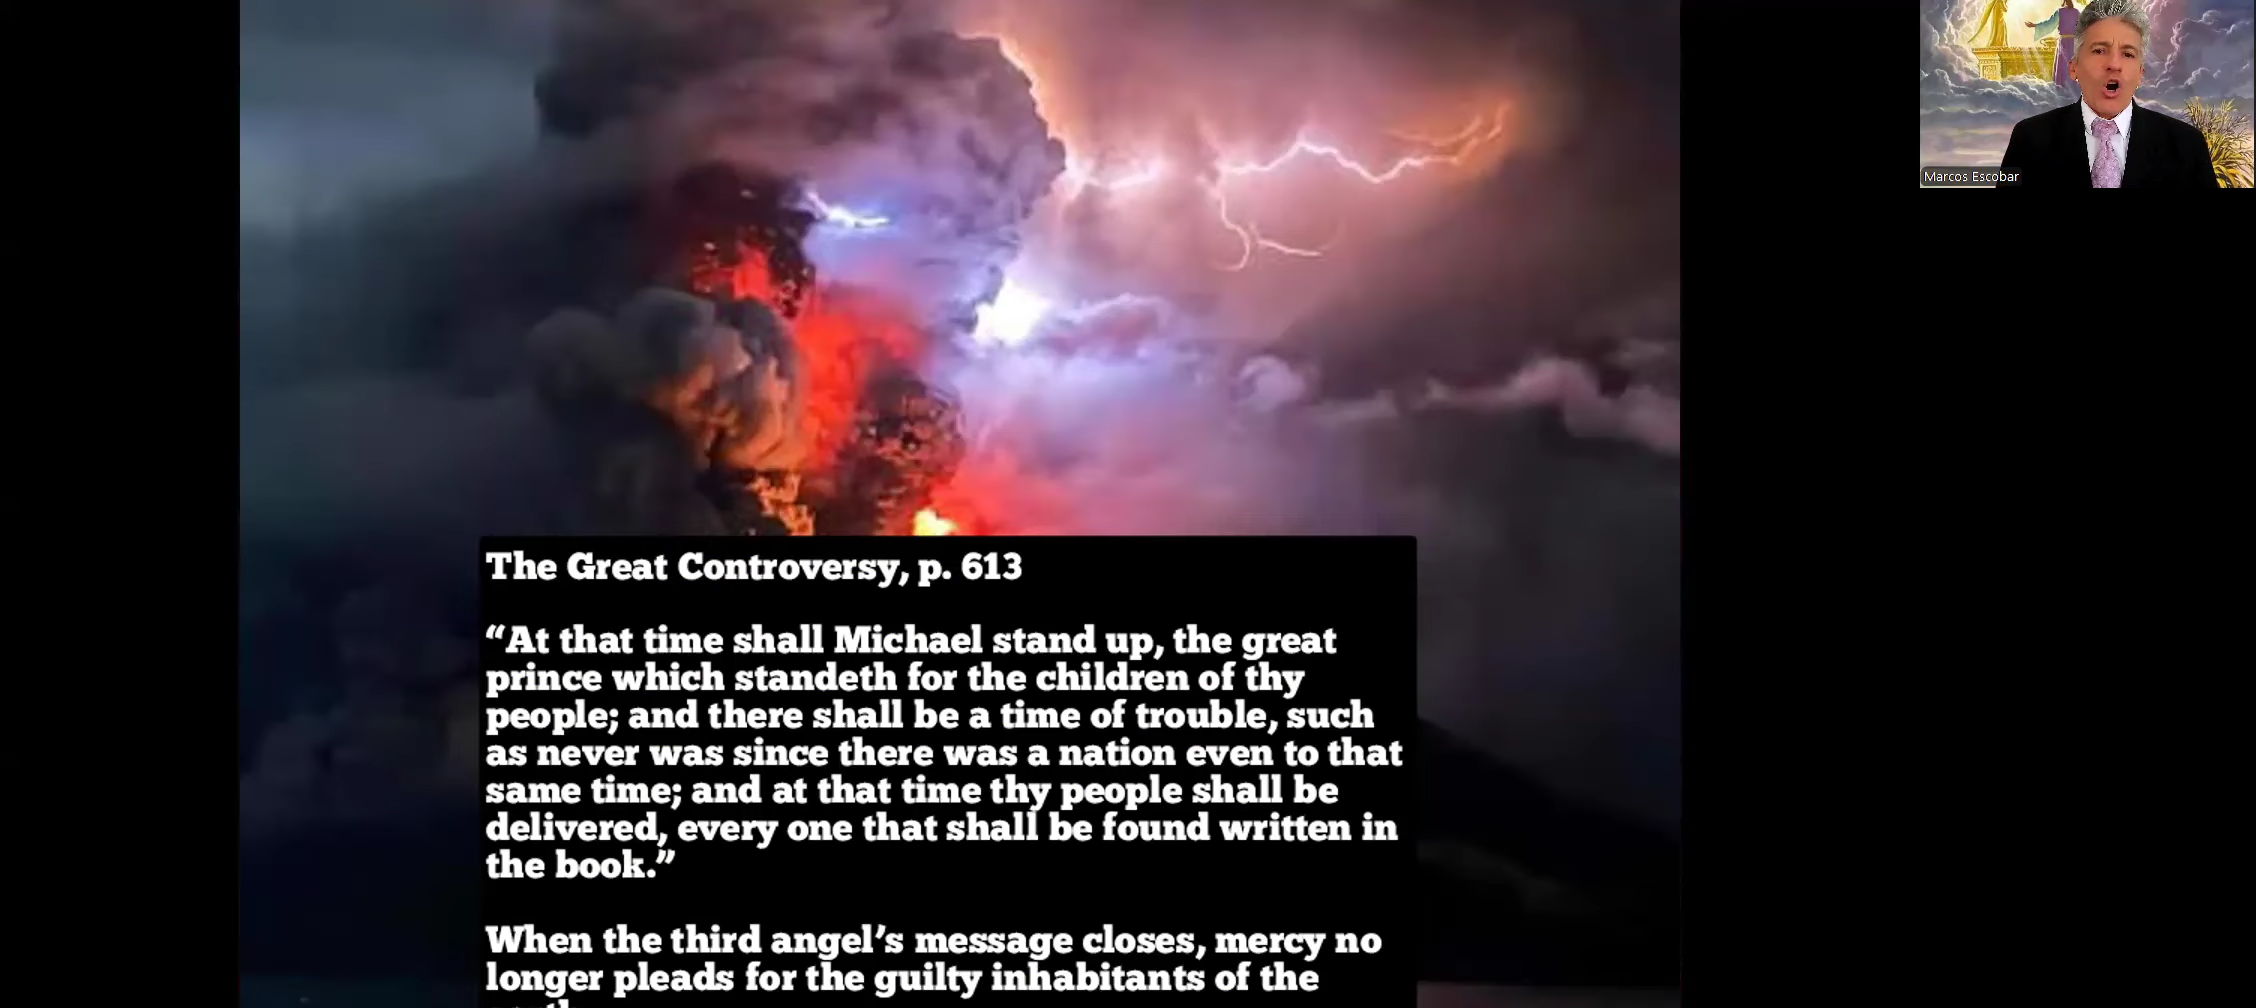 Marcos Escobar
The Great Controversy, p. 613
“At that time shall Michael stand up, the great
prince which standeth for the children of thy
people; and there shall be a time of trouble, such
as never was since there was a nation even to that
same time; and at that time thy people shall be
delivered, every one that shall be found written in
the book.”
When the third angel’s message closes, mercy no
longer pleads for the guilty inhabitants of the